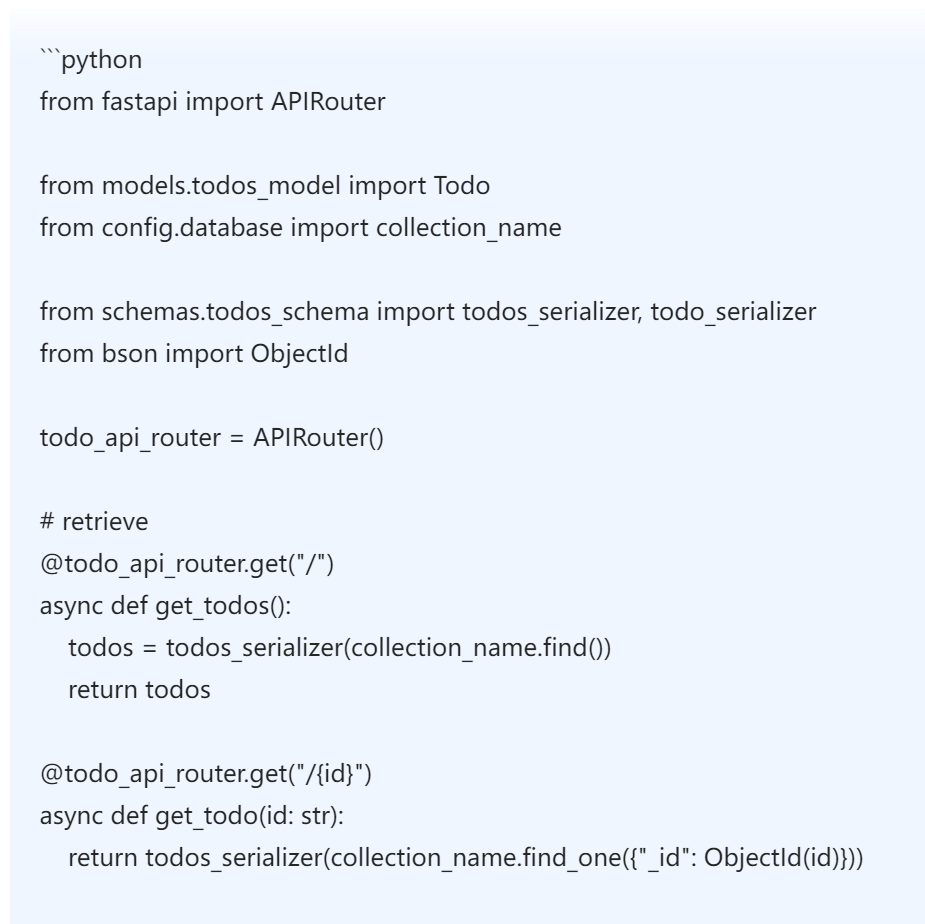 ```python
from fastapi import APIRouter
from models.todos_model import Todo
from config.database import collection_name
from schemas.todos_schema import todos_serializer, todo_serializer
from bson import ObjectId
todo_api_router = APIRouter()
# retrieve
@todo_api_router.get("/")
async def get_todos():
    todos = todos_serializer(collection_name.find())
    return todos
@todo_api_router.get("/{id}")
async def get_todo(id: str):
    return todos_serializer(collection_name.find_one({"_id": ObjectId(id)}))